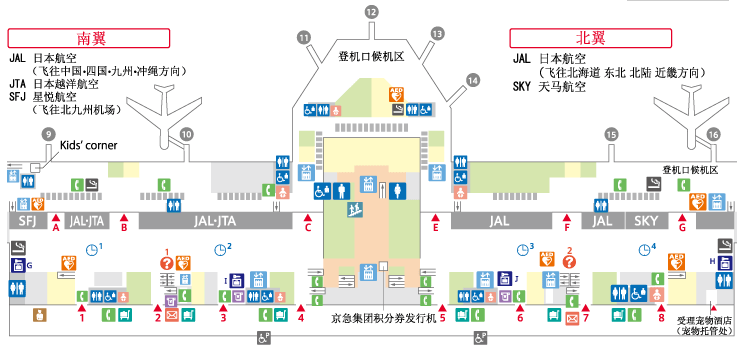 南翼
JAL 日本航空
（飞往中国·四国·九州·冲绳方向）
JTA 日本越洋航空
SFJ 星悦航空
（飞往北九州机场）
北翼
JAL 日本航空
（飞往北海道 东北 北陆 近畿方向）
SKY 天马航空
12
11
13
14
登机口候机区
9
10
15
16
Kids' corner
登机口候机区
AED
SFJ
A
JAL·JTA
B
JAL·JTA
C
E
JAL
F
JAL
SKY
G
1
2
3
4
G
AED
1
?
AED
I
J
2
?
AED
AED
H
1
2
3
4
5
6
7
8
京急集团积分券发行机
受理宠物酒店
（宠物托管处）
P
P